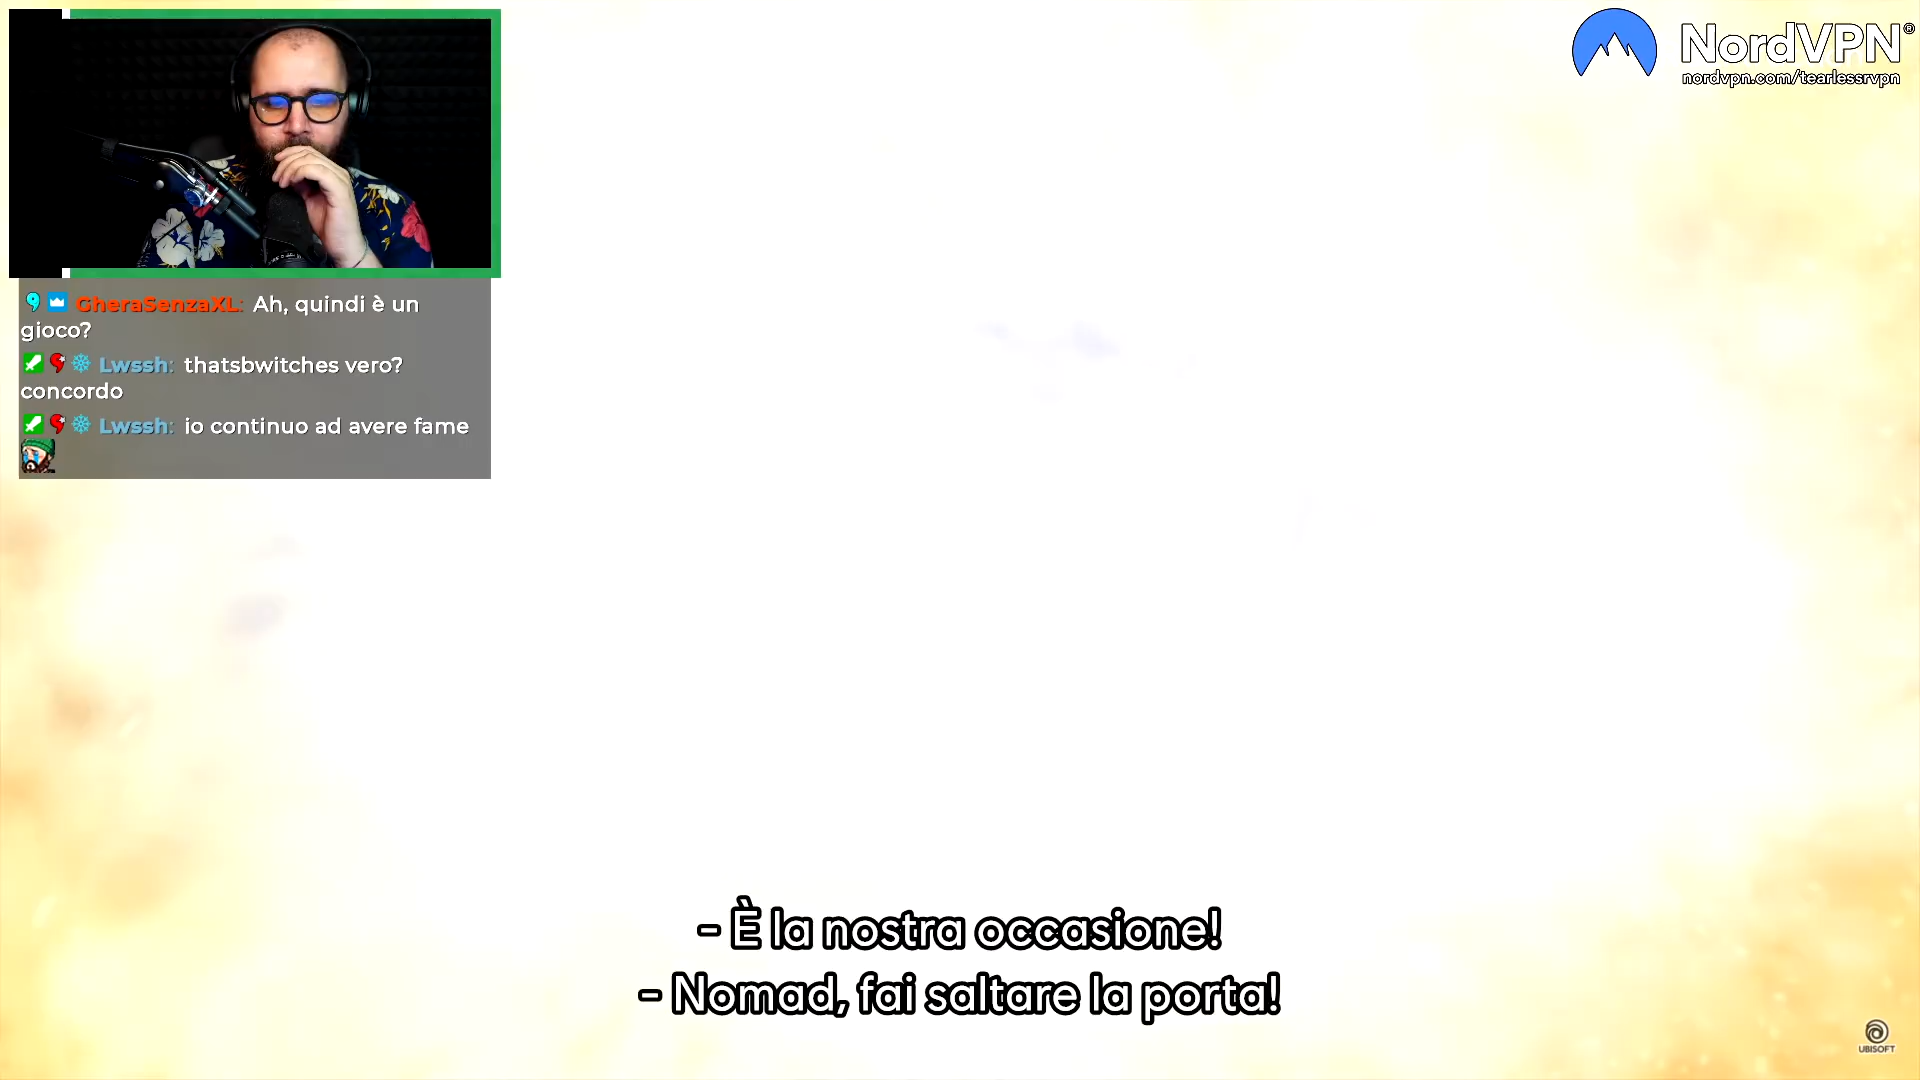 NordVPN®
nordvpn.com/tearlessrvpn
GheraSenzaXL: Ah, quindi è un
gioco?
Lwssh: thatsbwitches vero?
concordo
Lwssh: io continuo ad avere fame
- È la nostra occasione!
- Nomad, fai saltare la porta!
UBISOFT